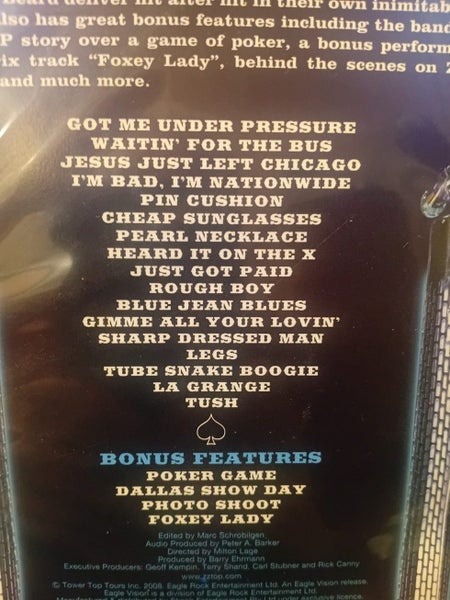 Beard deliver hit after hit in their own inimitab
also has great bonus features including the band
P story over a game of poker, a bonus perform
ix track "Foxey Lady", behind the scenes on
and much more.
GOT ME UNDER PRESSURE
WAITIN' FOR THE BUS
JESUS JUST LEFT CHICAGO
I'M BAD, I'M NATIONWIDE
PIN CUSHION
CHEAP SUNGLASSES
PEARL NECKLACE
HEARD IT ON THE X
JUST GOT PAID
ROUGH BOY
BLUE JEAN BLUES
GIMME ALL YOUR LOVIN'
SHARP DRESSED MAN
LEGS
TUBE SNAKE BOOGIE
LA GRANGE
TUSH
BONUS FEATURES
POKER GAME
DALLAS SHOW DAY
PHOTO SHOOT
FOXEY LADY
Edited by Marc Schrobilgen
Audio Produced by Peter A. Barker
Directed by Milton Lage
Produced by Barry Ehrmann
Executive Producers: Geoff Kempin, Terry Shand, Carl Stubner and Rick Canny
www.zztop.com
© Tower Top Tours Inc. 2008. Eagle Rock Entertainment Ltd. An Eagle Vision release.
Eagle Vision is a division of Eagle Rock Entertainment Ltd.